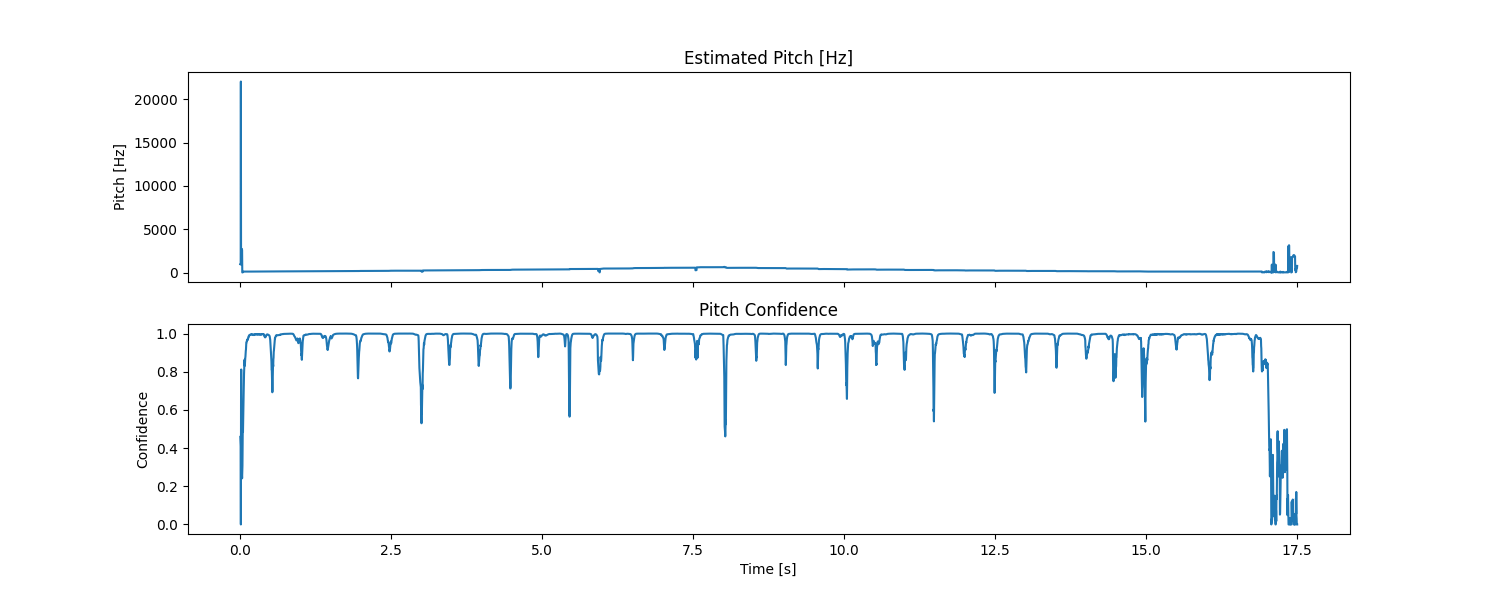 Estimated Pitch [Hz]
20000
15000
10000
5000
0
Pitch [Hz]
Pitch Confidence
1.0
0.8
0.6
0.4
0.2
0.0
Confidence
0.0 2.5 5.0 7.5 10.0 12.5 15.0 17.5
Time [s]